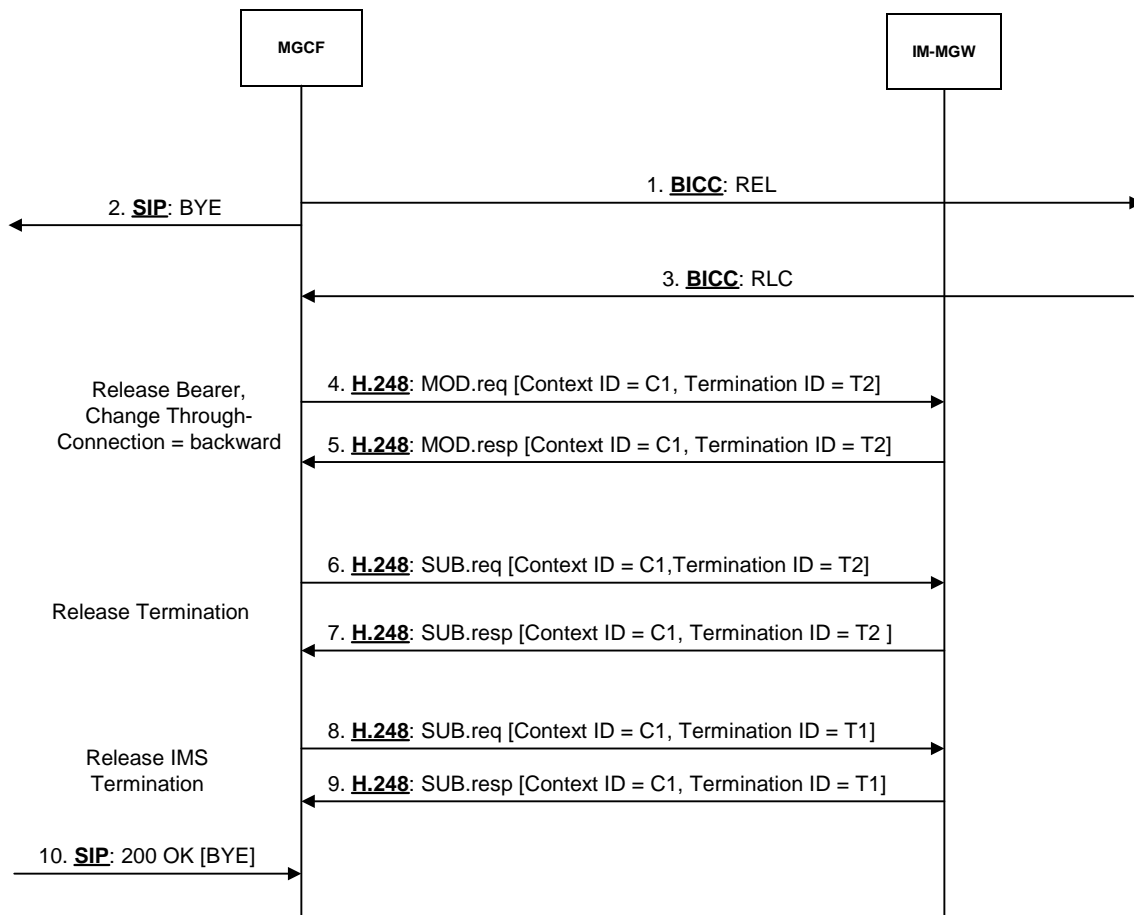 MGCF
IM-MGW
1. BICC: REL
2. SIP: BYE
3. BICC: RLC
Release Bearer,
Change Through-
Connection = backward
4. H.248: MOD.req [Context ID = C1, Termination ID = T2]
5. H.248: MOD.resp [Context ID = C1, Termination ID = T2]
6. H.248: SUB.req [Context ID = C1,Termination ID = T2]
Release Termination
7. H.248: SUB.resp [Context ID = C1, Termination ID = T2 ]
8. H.248: SUB.req [Context ID = C1, Termination ID = T1]
Release IMS
Termination
9. H.248: SUB.resp [Context ID = C1, Termination ID = T1]
10. SIP: 200 OK [BYE]